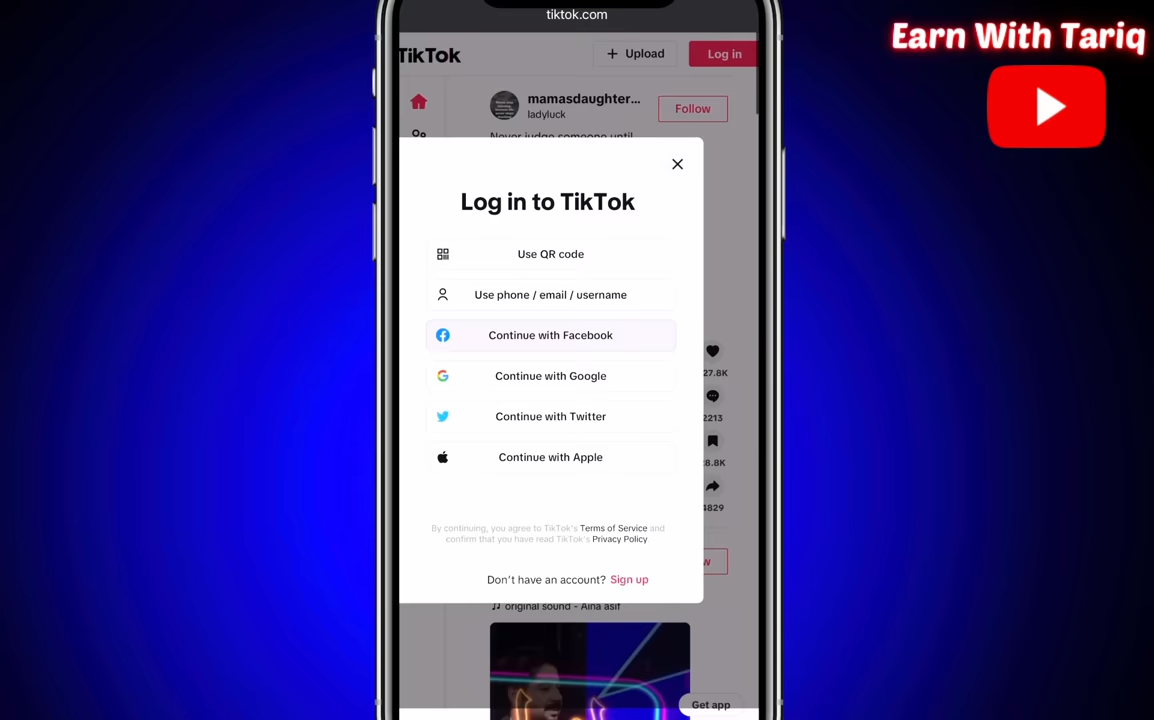 tiktok.com
Earn With Tariq
TikTok
+ Upload
Log in
mamasdaughter...
ladyluck
Follow
Never judge someone until
Log in to TikTok
Use QR code
Use phone / email / username
Continue with Facebook
Continue with Google
Continue with Twitter
Continue with Apple
27.8K
2213
28.8K
4829
By continuing, you agree to TikTok's Terms of Service and
confirm that you have read TikTok's Privacy Policy.
Don't have an account? Sign up
original sound - Aina asif
Get app